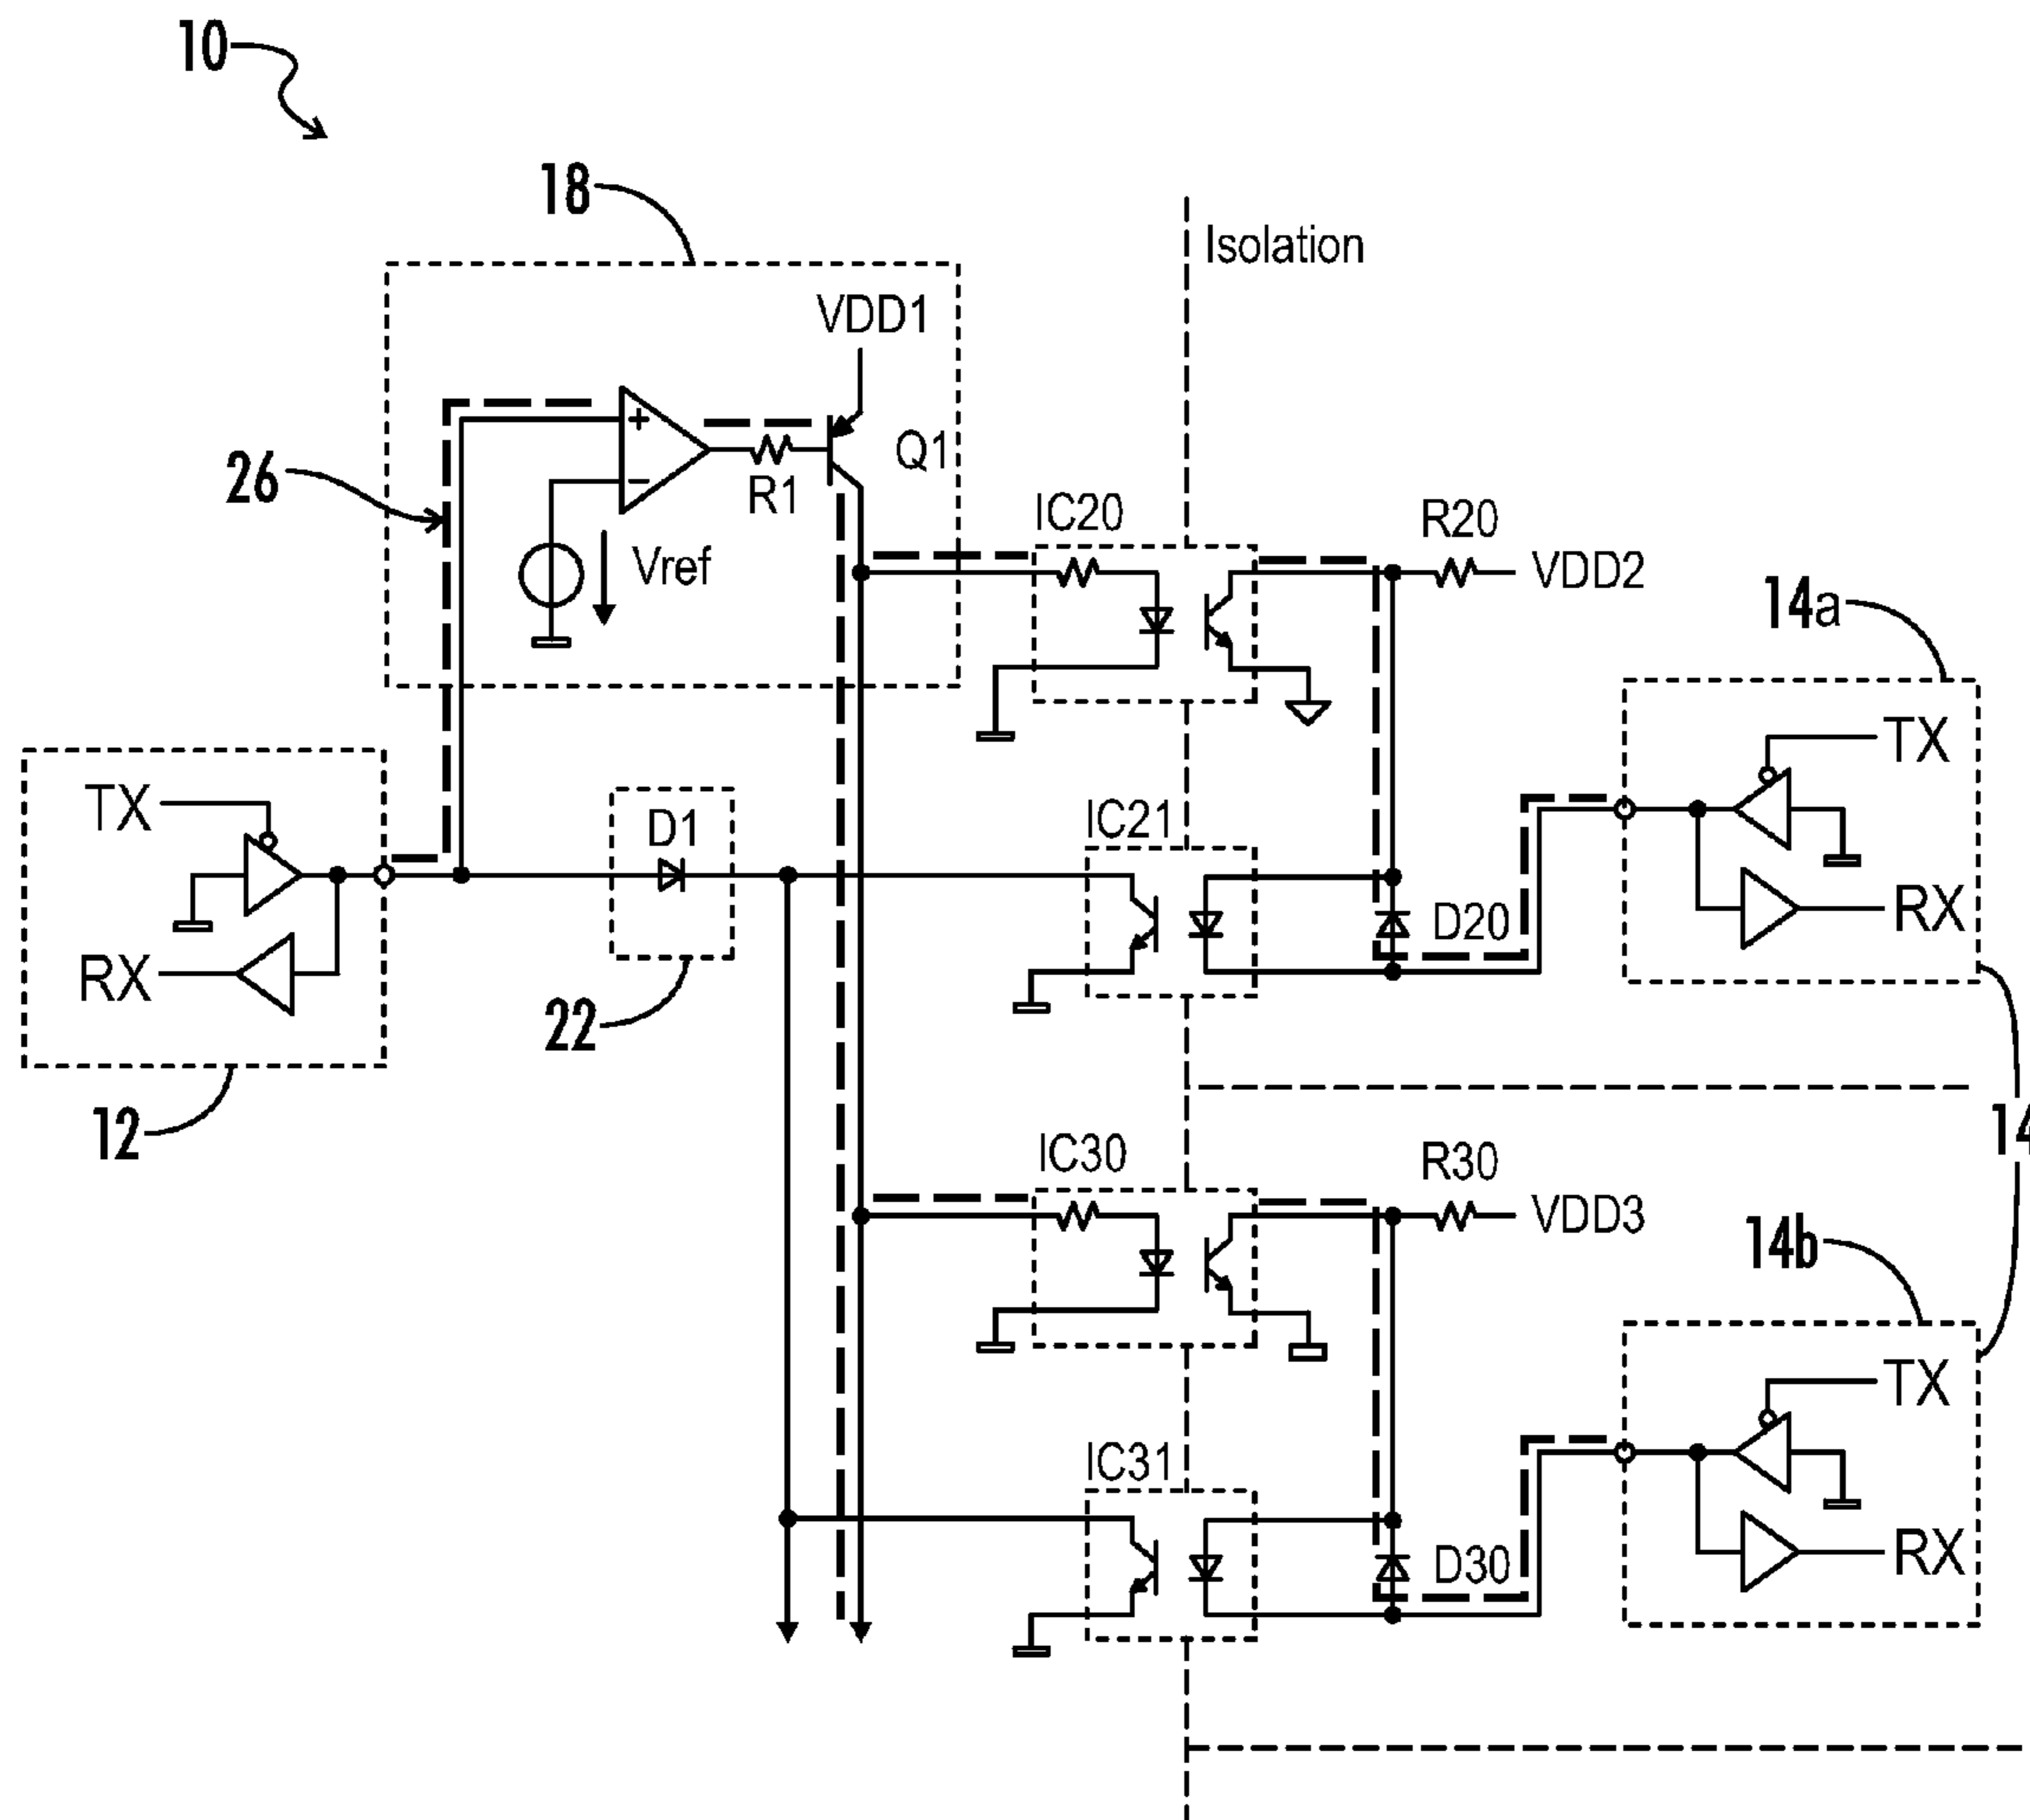 10
18
Isolation
VDD1
+
Q1
26
R1
−
Vref
IC20
R20
VDD2
14a
TX
TX
D1
IC21
D20
RX
RX
22
12
14
IC30
R30
VDD3
14b
TX
IC31
D30
RX